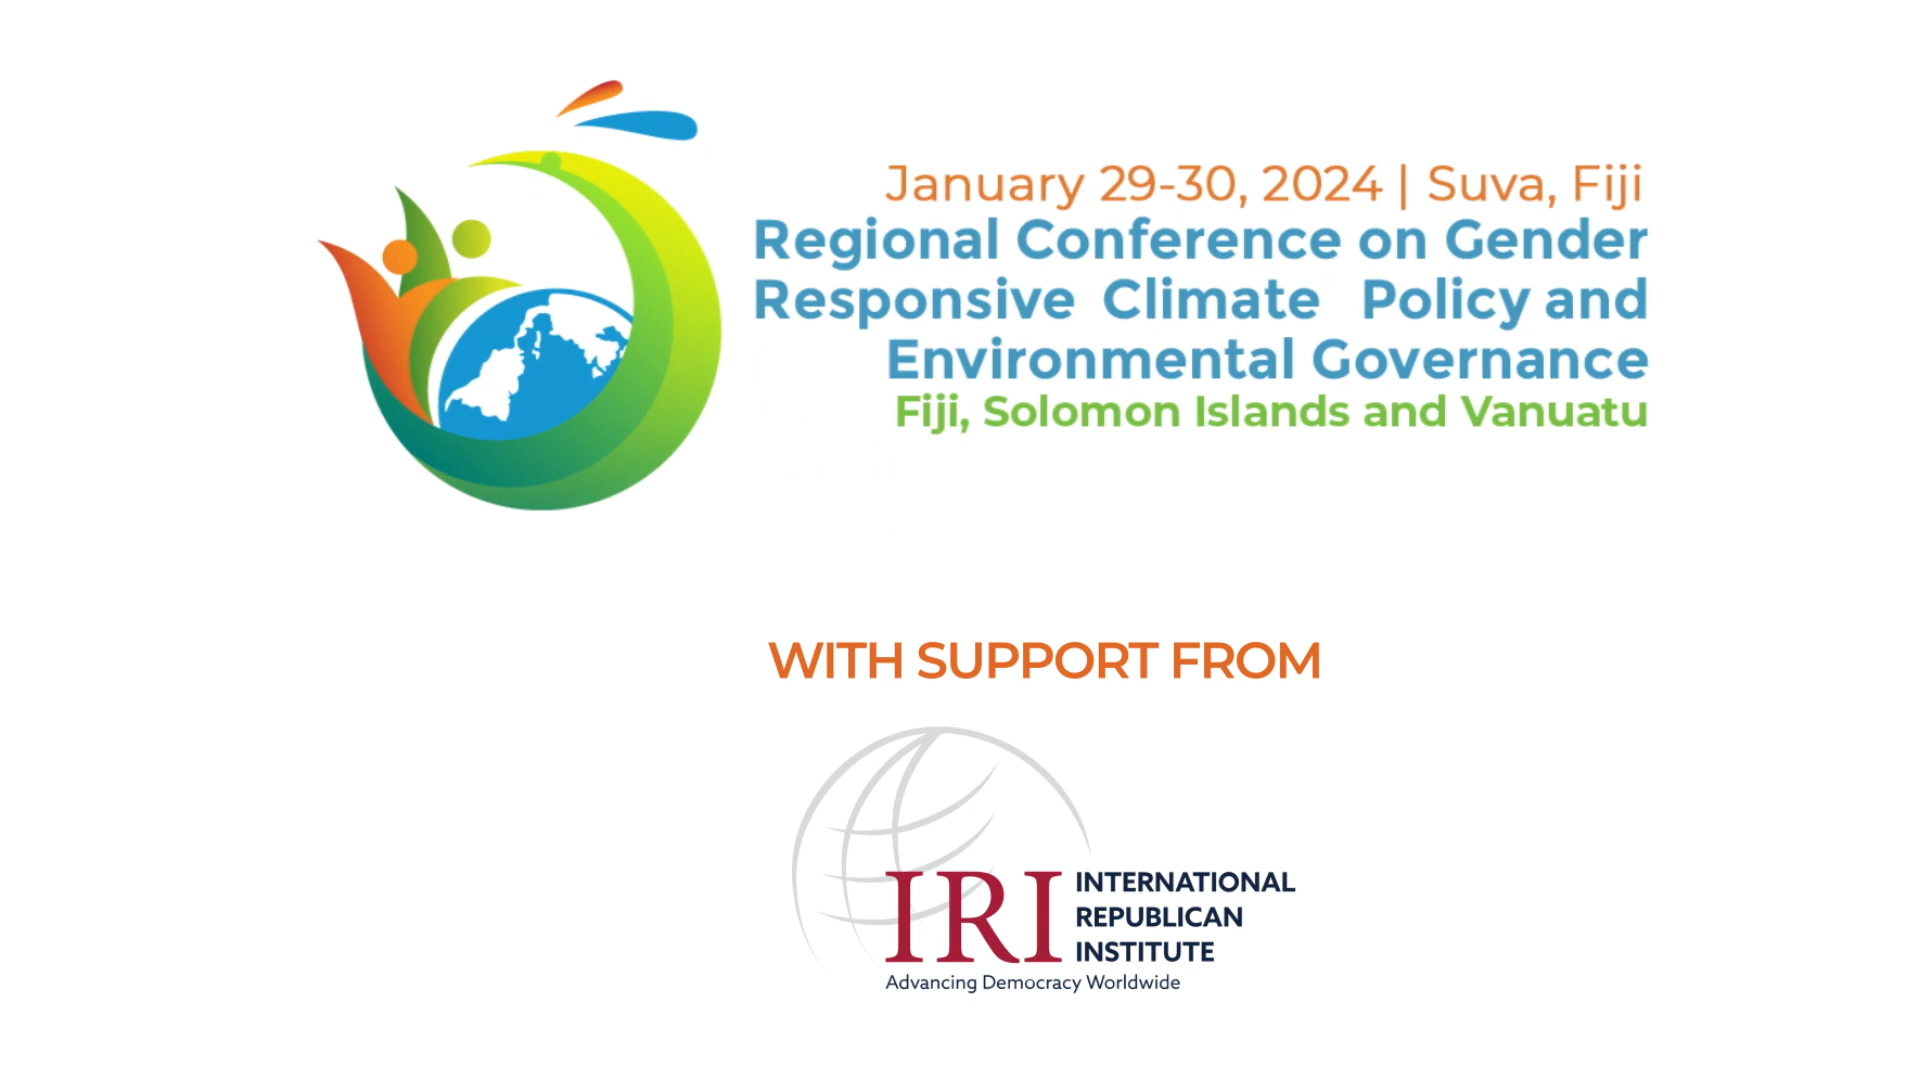 January 29-30, 2024 | Suva, Fiji
Regional Conference on Gender
Responsive Climate Policy and
Environmental Governance
Fiji, Solomon Islands and Vanuatu
WITH SUPPORT FROM
IRI
INTERNATIONAL
REPUBLICAN
INSTITUTE
Advancing Democracy Worldwide